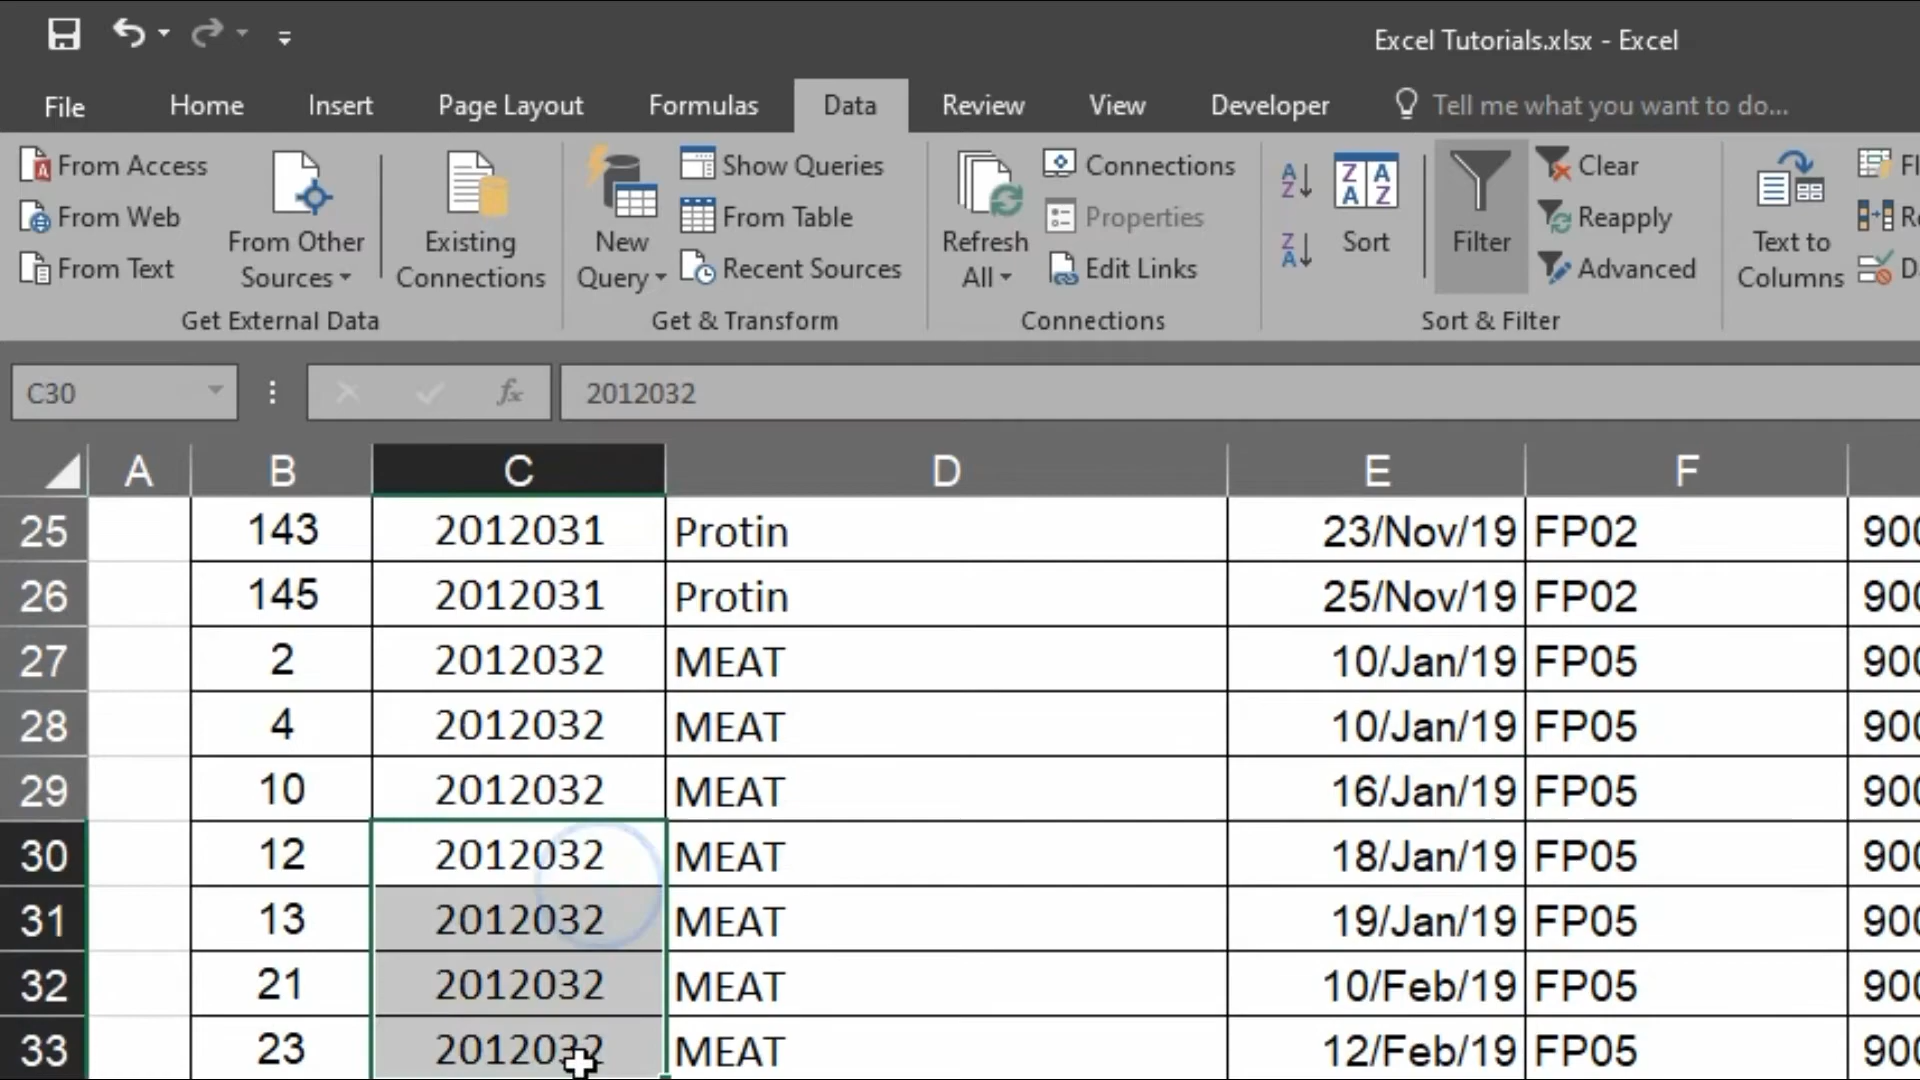 Excel Tutorials.xlsx - Excel
File Home Insert Page Layout Formulas Data Review View Developer Tell me what you want to do...
From Access
From Web
From Text
From Other
Sources
Existing
Connections
New
Query
Show Queries
From Table
Recent Sources
Refresh
All
Connections
Properties
Edit Links
Sort
Filter
Clear
Reapply
Advanced
Text to
Columns
Get External Data Get & Transform Connections Sort & Filter
C30 fx 2012032
A B C D E F
25 143 2012031 Protin 23/Nov/19 FP02 900
26 145 2012031 Protin 25/Nov/19 FP02 900
27 2 2012032 MEAT 10/Jan/19 FP05 900
28 4 2012032 MEAT 10/Jan/19 FP05 900
29 10 2012032 MEAT 16/Jan/19 FP05 900
30 12 2012032 MEAT 18/Jan/19 FP05 900
31 13 2012032 MEAT 19/Jan/19 FP05 900
32 21 2012032 MEAT 10/Feb/19 FP05 900
33 23 2012032 MEAT 12/Feb/19 FP05 900